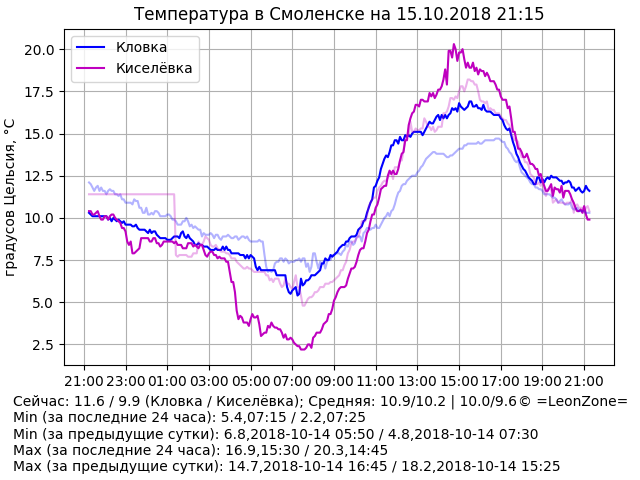 Температура в Смоленске на 15.10.2018 21:15
Кловка
Киселёвка
градусов Цельсия, °C
20.0
17.5
15.0
12.5
10.0
7.5
5.0
2.5
21:00 23:00 01:00 03:00 05:00 07:00 09:00 11:00 13:00 15:00 17:00 19:00 21:00
Сейчас: 11.6 / 9.9 (Кловка / Киселёвка); Средняя: 10.9/10.2 | 10.0/9.6© =LeonZone=
Min (за последние 24 часа): 5.4,07:15 / 2.2,07:25
Min (за предыдущие сутки): 6.8,2018-10-14 05:50 / 4.8,2018-10-14 07:30
Max (за последние 24 часа): 16.9,15:30 / 20.3,14:45
Max (за предыдущие сутки): 14.7,2018-10-14 16:45 / 18.2,2018-10-14 15:25